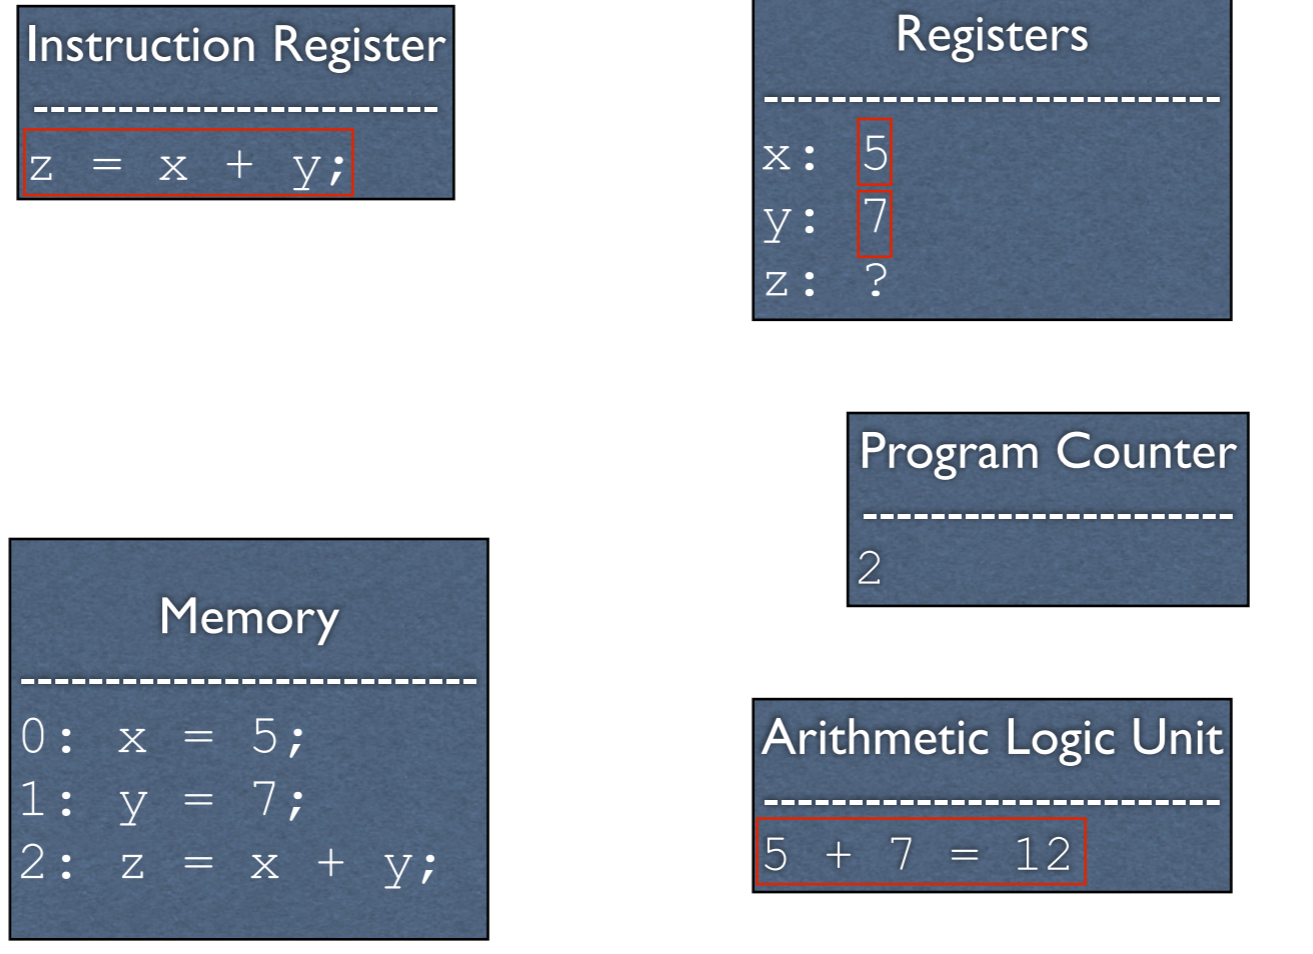 Instruction Register
-----------------------
z = x + y;
Registers
--------------------------
x: 5
y: 7
z: ?
Program Counter
---------------------
2
Memory
--------------------------
0: x = 5;
1: y = 7;
2: z = x + y;
Arithmetic Logic Unit
--------------------------
5 + 7 = 12